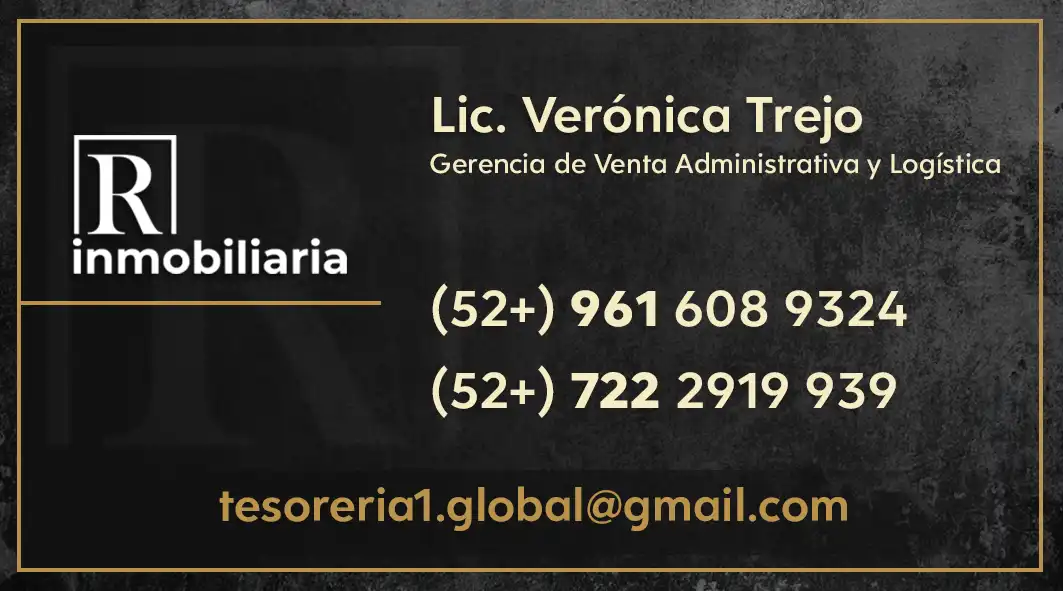 R
inmobiliaria
Lic. Verónica Trejo
Gerencia de Venta Administrativa y Logística
(52+) 961 608 9324
(52+) 722 2919 939
tesoreria1.global@gmail.com